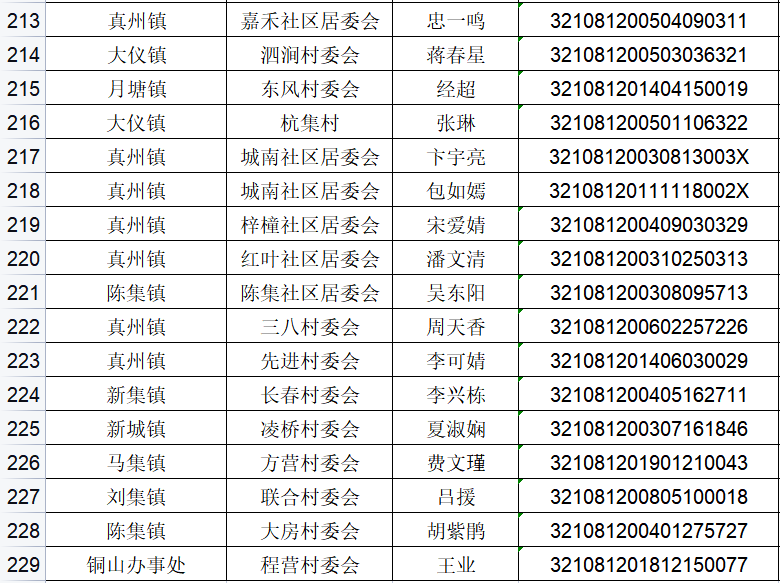 213 真州镇 嘉禾社区居委会 忠一鸣 321081200504090311
214 大仪镇 泗涧村委会 蒋春星 321081200503036321
215 月塘镇 东风村委会 经超 321081201404150019
216 大仪镇 杭集村 张琳 321081200501106322
217 真州镇 城南社区居委会 卞宇亮 32108120030813003X
218 真州镇 城南社区居委会 包如嫣 32108120111118002X
219 真州镇 梓橦社区居委会 宋爱婧 321081200409030329
220 真州镇 红叶社区居委会 潘文清 321081200310250313
221 陈集镇 陈集社区居委会 吴东阳 321081200308095713
222 真州镇 三八村委会 周天香 321081200602257226
223 真州镇 先进村委会 李可婧 321081201406030029
224 新集镇 长春村委会 李兴栋 321081200405162711
225 新城镇 凌桥村委会 夏淑娴 321081200307161846
226 马集镇 方营村委会 费文瑾 321081201901210043
227 刘集镇 联合村委会 吕援 321081200805100018
228 陈集镇 大房村委会 胡紫鹃 321081200401275727
229 铜山办事处 程营村委会 王业 321081201812150077